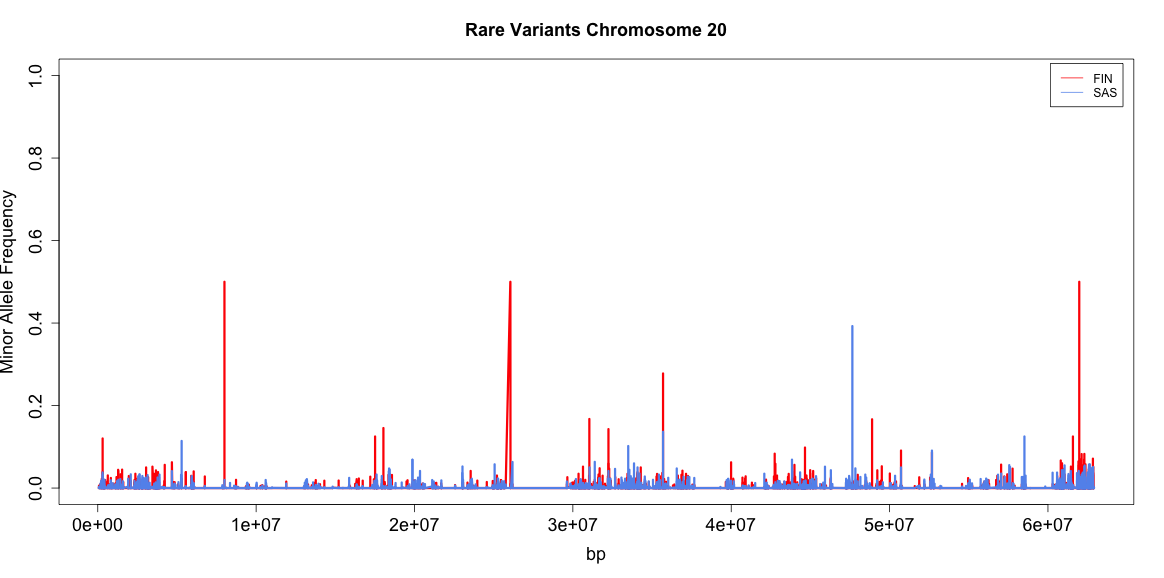 Rare Variants Chromosome 20
FIN
SAS
Minor Allele Frequency
1.0
0.8
0.6
0.4
0.2
0.0
0e+00 1e+07 2e+07 3e+07 4e+07 5e+07 6e+07
bp